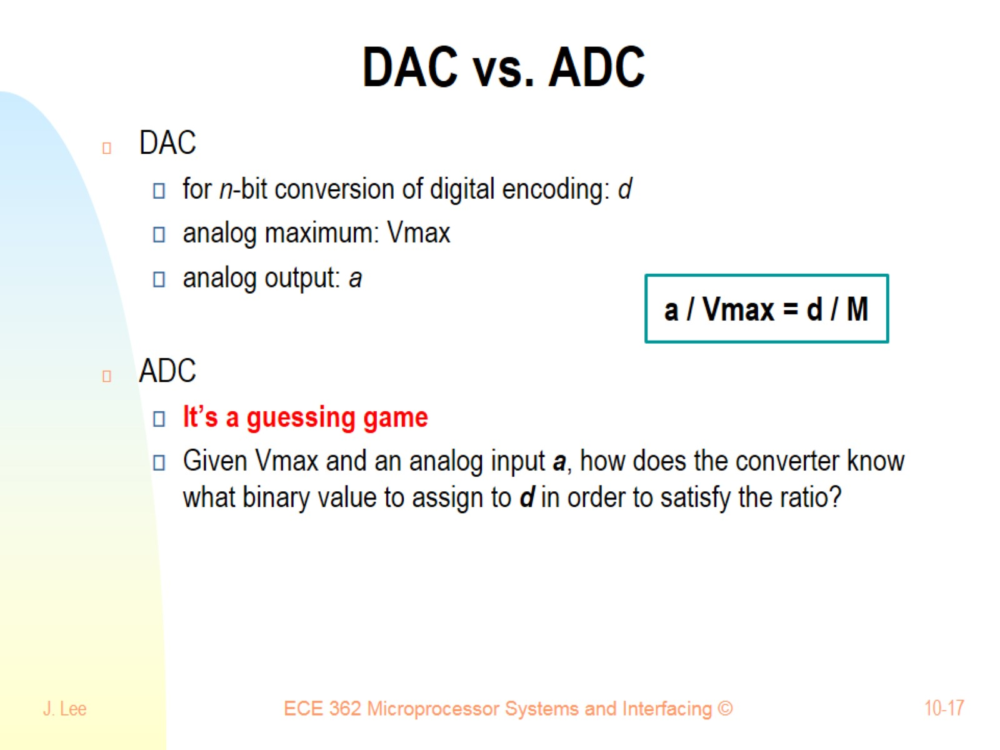 DAC vs. ADC
DAC
for n-bit conversion of digital encoding: d
analog maximum: Vmax
analog output: a
a / Vmax = d / M
ADC
It’s a guessing game
Given Vmax and an analog input a, how does the converter know
what binary value to assign to d in order to satisfy the ratio?
J. Lee
ECE 362 Microprocessor Systems and Interfacing ©
10-17